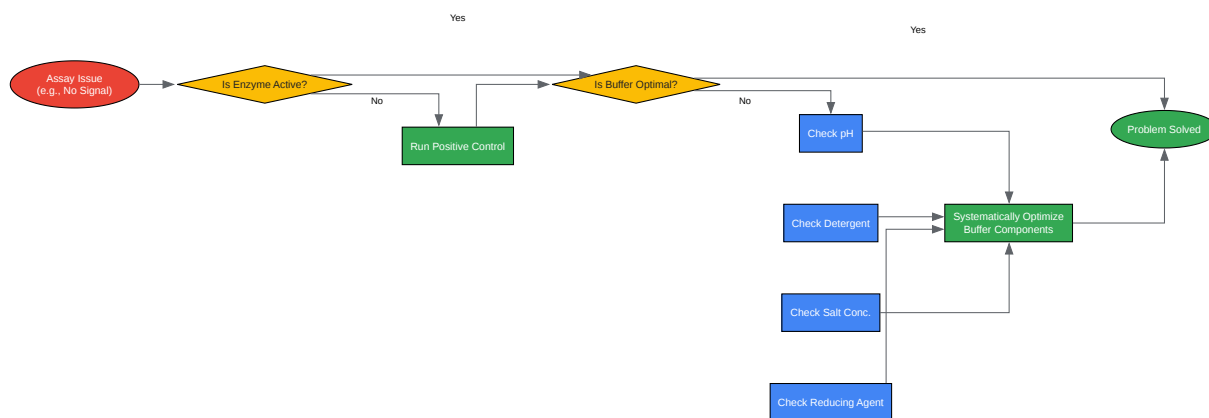 Yes
Yes
Assay Issue
(e.g., No Signal)
Is Enzyme Active?
Is Buffer Optimal?
No
No
Run Positive Control
Check pH
Problem Solved
Check Detergent
Systematically Optimize
Buffer Components
Check Salt Conc.
Check Reducing Agent